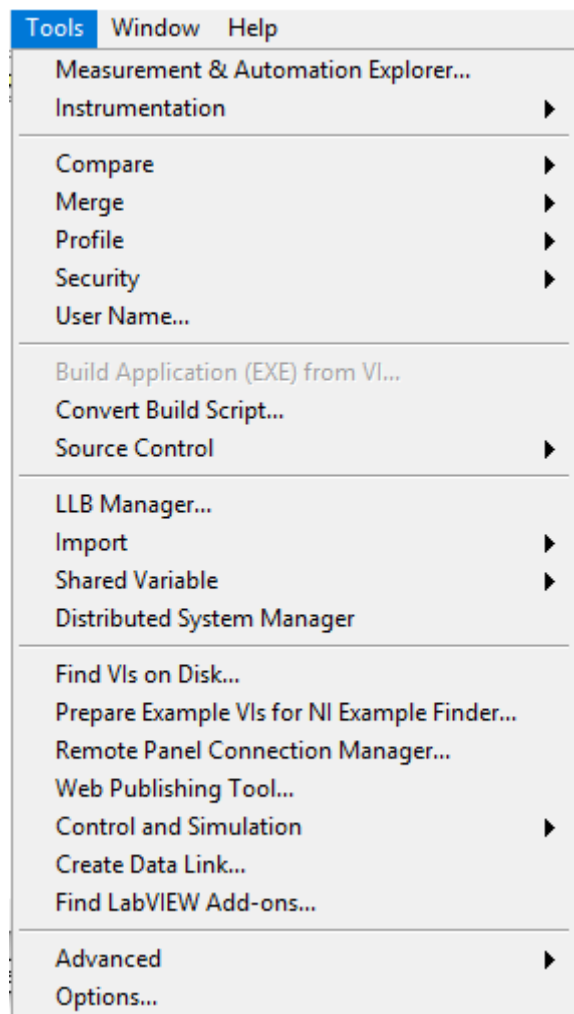 Tools Window Help
Measurement & Automation Explorer...
Instrumentation
Compare
Merge
Profile
Security
User Name...
Build Application (EXE) from VI...
Convert Build Script...
Source Control
LLB Manager...
Import
Shared Variable
Distributed System Manager
Find VIs on Disk...
Prepare Example VIs for NI Example Finder...
Remote Panel Connection Manager...
Web Publishing Tool...
Control and Simulation
Create Data Link...
Find LabVIEW Add-ons...
Advanced
Options...